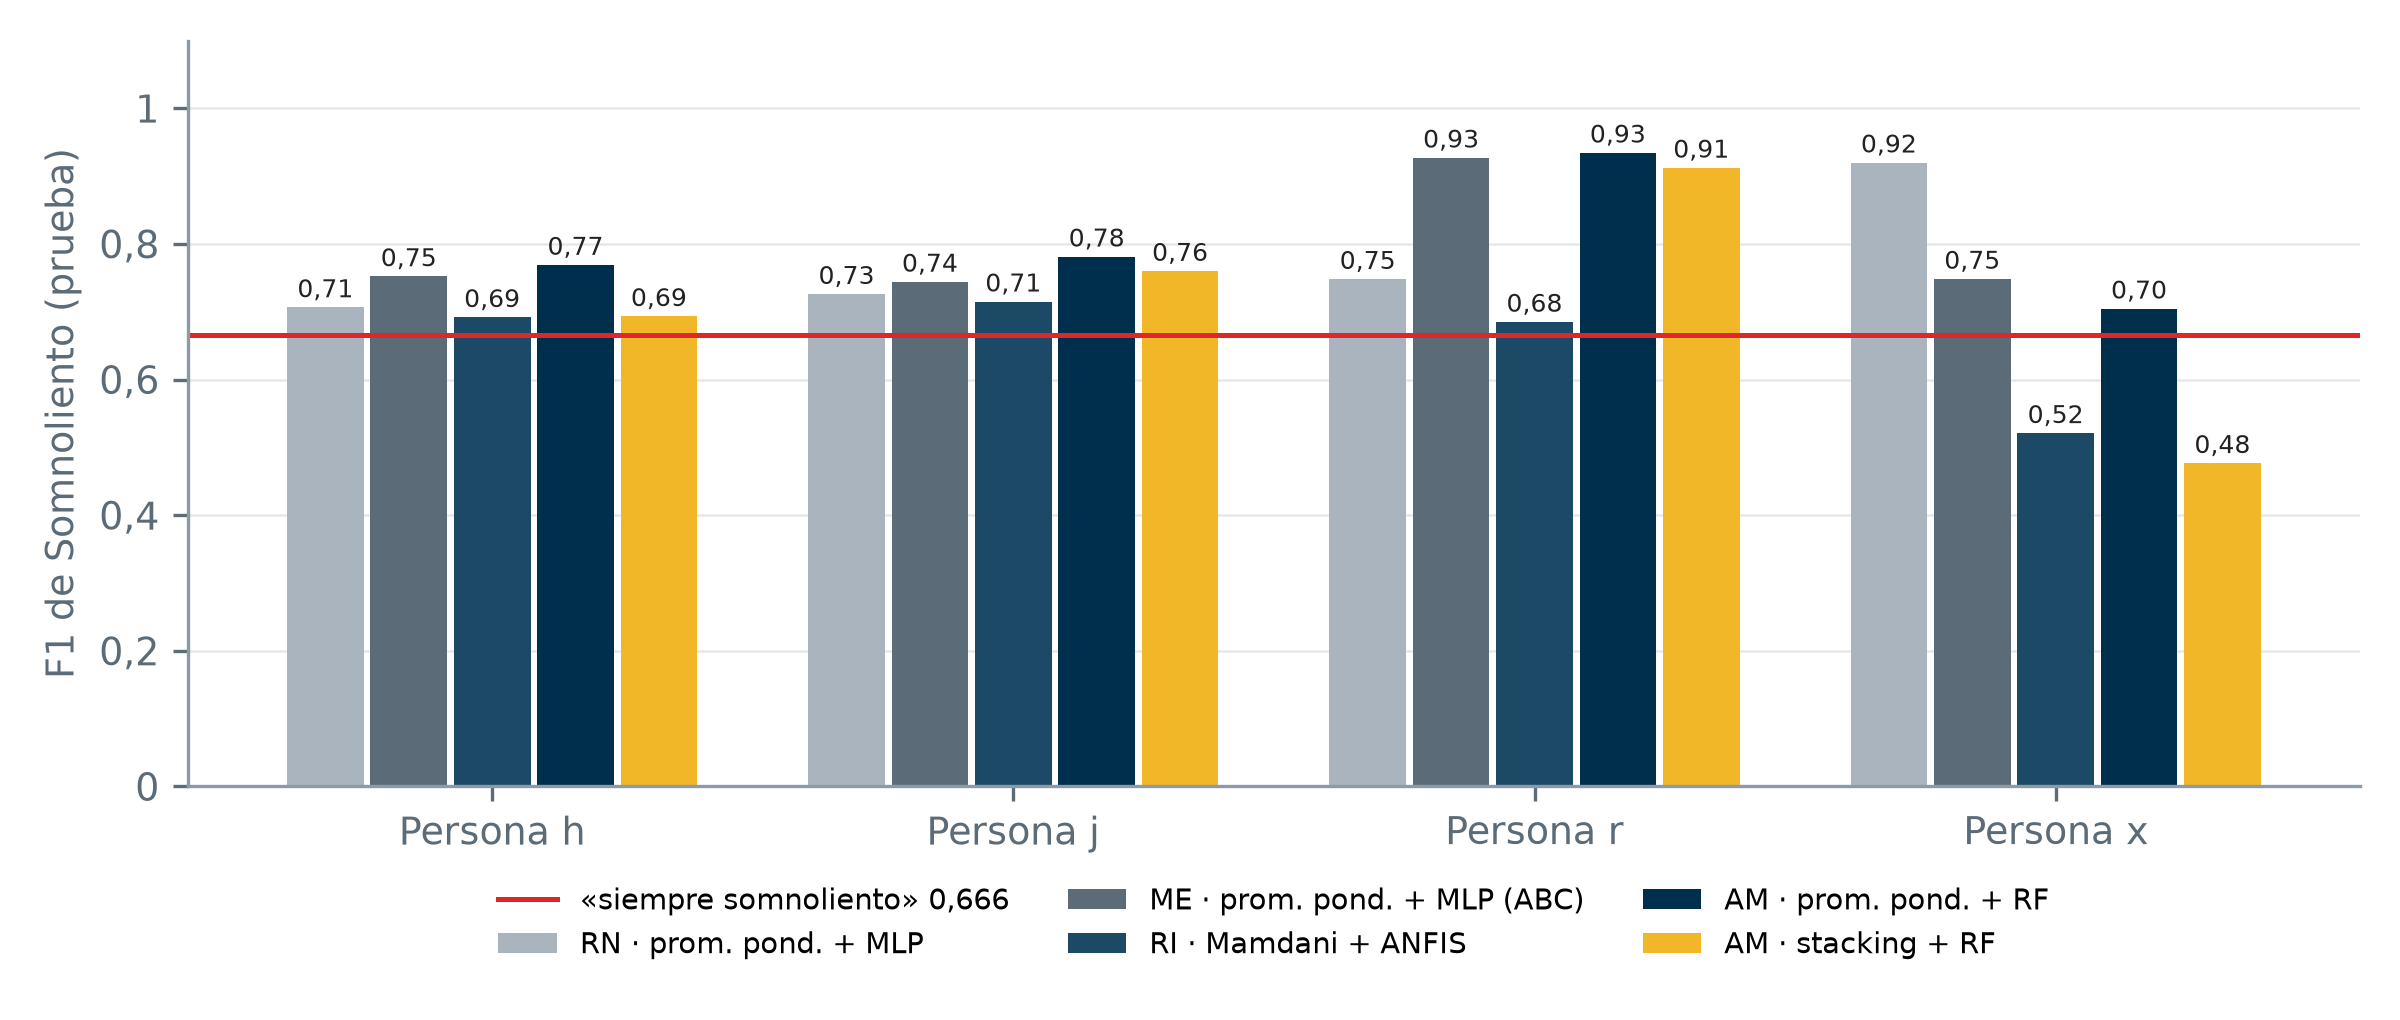 F1 de Somnoliento (prueba)
1
0,8
0,6
0,4
0,2
0
0,71
0,75
0,69
0,77
0,69
0,73
0,74
0,71
0,78
0,76
0,75
0,93
0,68
0,93
0,91
0,92
0,75
0,52
0,70
0,48
Persona h
Persona j
Persona r
Persona x
«siempre somnoliento» 0,666
RN · prom. pond. + MLP
ME · prom. pond. + MLP (ABC)
RI · Mamdani + ANFIS
AM · prom. pond. + RF
AM · stacking + RF